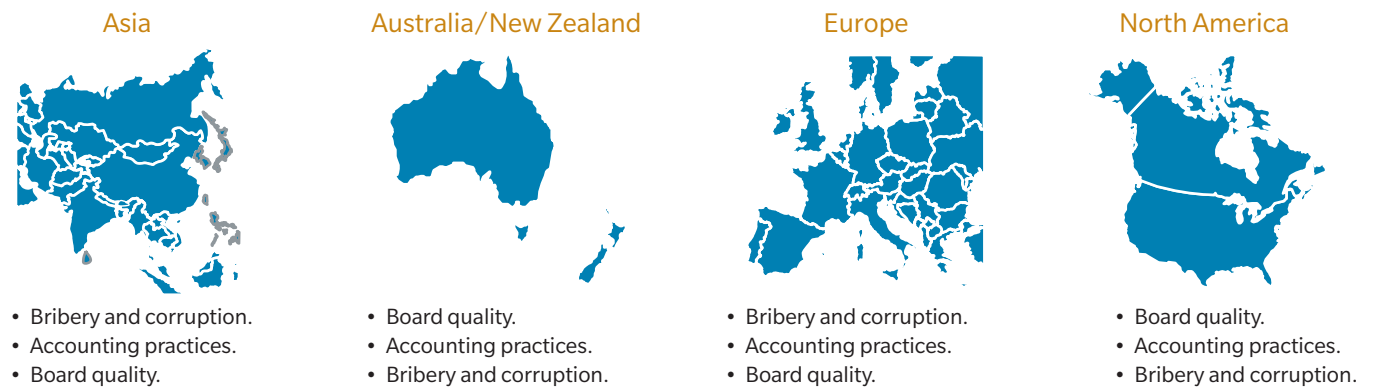 Asia
Bribery and corruption.
Accounting practices.
Board quality.
Australia/New Zealand
Board quality.
Accounting practices.
Bribery and corruption.
Europe
Bribery and corruption.
Accounting practices.
Board quality.
North America
Board quality.
Accounting practices.
Bribery and corruption.